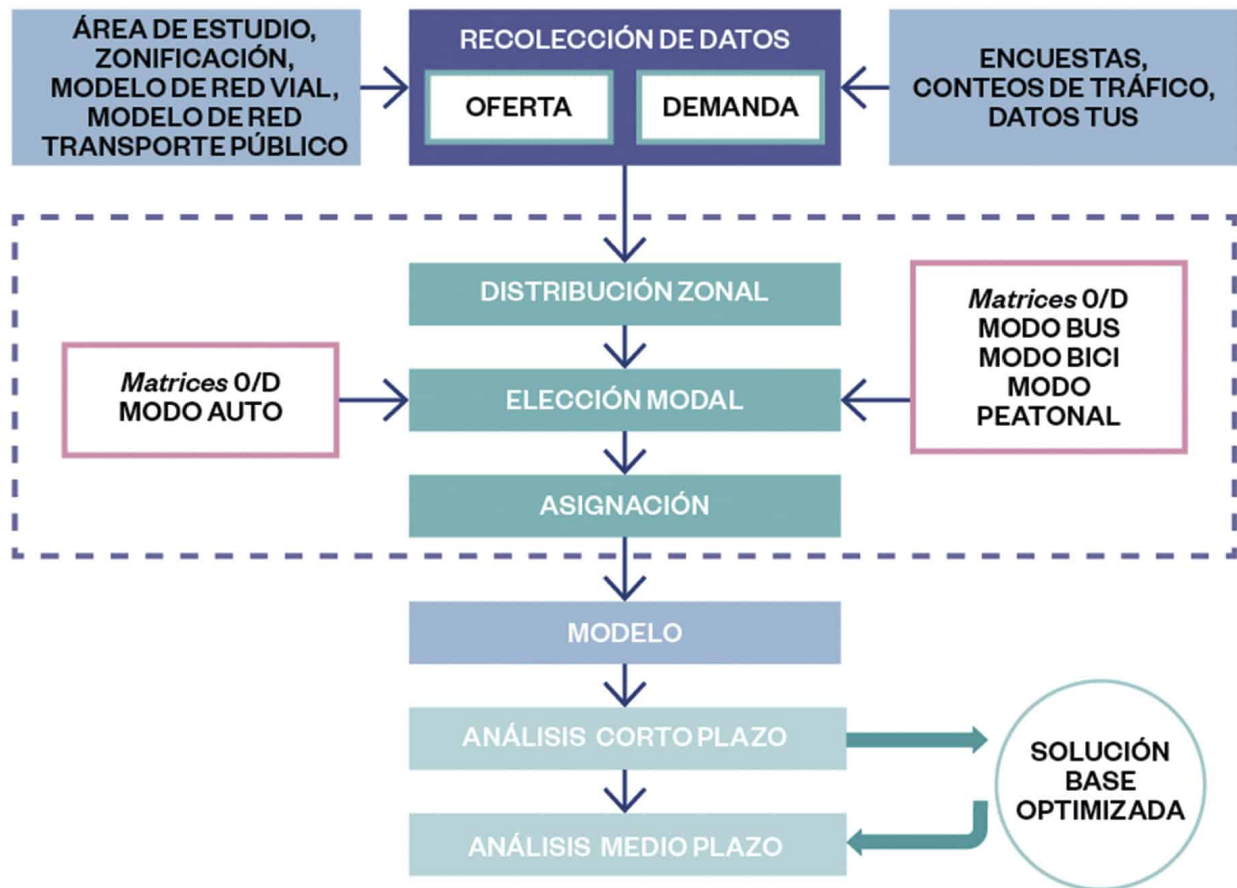 ÁREA DE ESTUDIO,
ZONIFICACIÓN,
MODELO DE RED VIAL,
MODELO DE RED
TRANSPORTE PÚBLICO
RECOLECCIÓN DE DATOS
OFERTA
DEMANDA
ENCUESTAS,
CONTEOS DE TRÁFICO,
DATOS TUS
DISTRIBUCIÓN ZONAL
Matrices O/D
MODO AUTO
ELECCIÓN MODAL
Matrices O/D
MODO BUS
MODO BICI
MODO
PEATONAL
ASIGNACIÓN
MODELO
ANÁLISIS CORTO PLAZO
SOLUCIÓN
BASE
OPTIMIZADA
ANÁLISIS MEDIO PLAZO